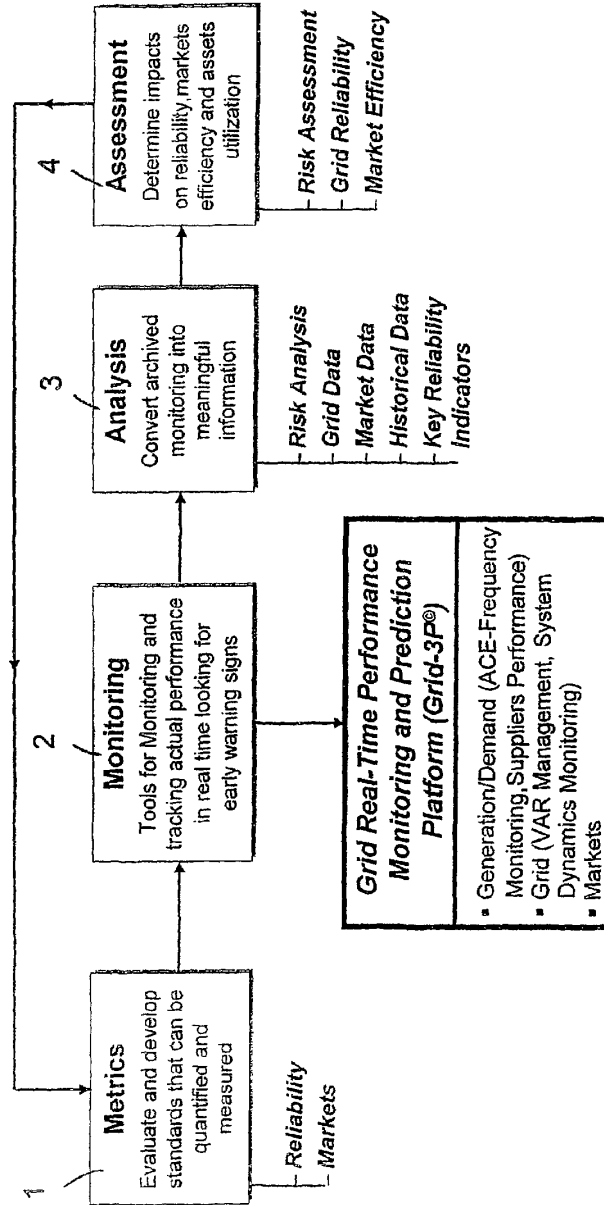 1
Metrics
Evaluate and develop
standards that can be
quantified and
measured
Reliability
Markets
2
Monitoring
Tools for Monitoring and
tracking actual performance
in real time looking for
early warning signs
Grid Real-Time Performance
Monitoring and Prediction
Platform (Grid-3P©)
▪ Generation/Demand (ACE-Frequency
Monitoring,Suppliers Performance)
▪ Grid (VAR Management, System
Dynamics Monitoring)
▪ Markets
3
Analysis
Convert archived
monitoring into
meaningful
information
Risk Analysis
Grid Data
Market Data
Historical Data
Key Reliability
Indicators
4
Assessment
Determine impacts
on reliability,markets
efficiency and assets
utilization
Risk Assessment
Grid Reliability
Market Efficiency